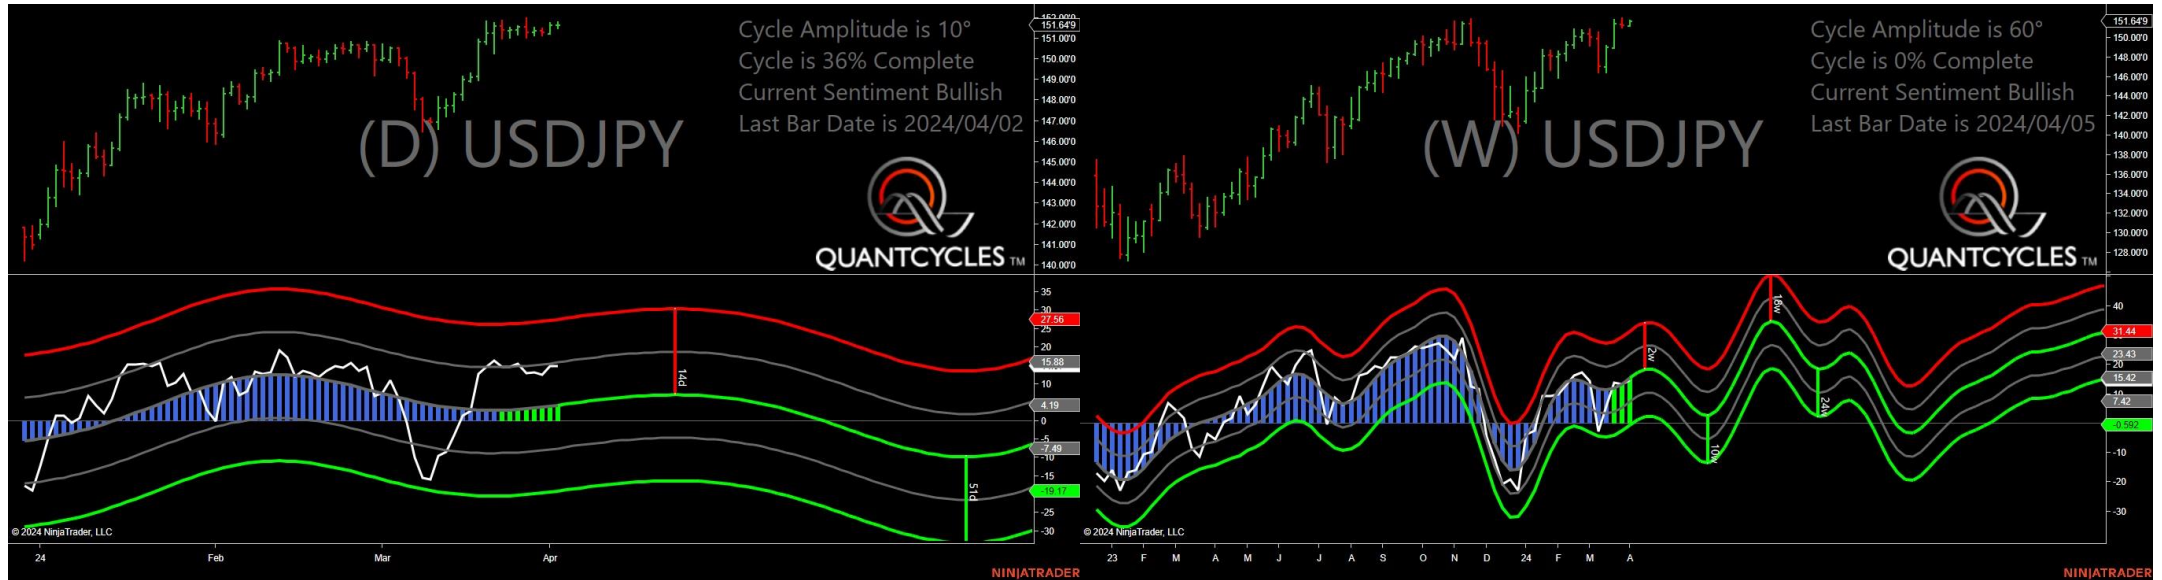 Cycle Amplitude is 10°
Cycle is 36% Complete
Current Sentiment Bullish
Last Bar Date is 2024/04/02
(D) USDJPY
QUANTCYCLES TM
151.64'9
151.00'0
150.00'0
149.00'0
148.00'0
147.00'0
146.00'0
145.00'0
144.00'0
143.00'0
142.00'0
141.00'0
140.00'0
35
30
27.56
25
20
15.88
10
4.19
0
-5
-7.49
-10
-15
-19.17
-25
-30
14d
51d
© 2024 NinjaTrader, LLC
24
Feb
Mar
Apr
NINJATRADER
Cycle Amplitude is 60°
Cycle is 0% Complete
Current Sentiment Bullish
Last Bar Date is 2024/04/05
(W) USDJPY
QUANTCYCLES TM
151.64'9
150.00'0
148.00'0
146.00'0
144.00'0
142.00'0
140.00'0
138.00'0
136.00'0
134.00'0
132.00'0
130.00'0
128.00'0
40
31.44
23.43
20
15.42
7.42
-0.592
-10
-20
-30
2w
10w
18w
24w
© 2024 NinjaTrader, LLC
23
F
M
A
M
J
J
A
S
O
N
D
24
F
M
A
NINJATRADER